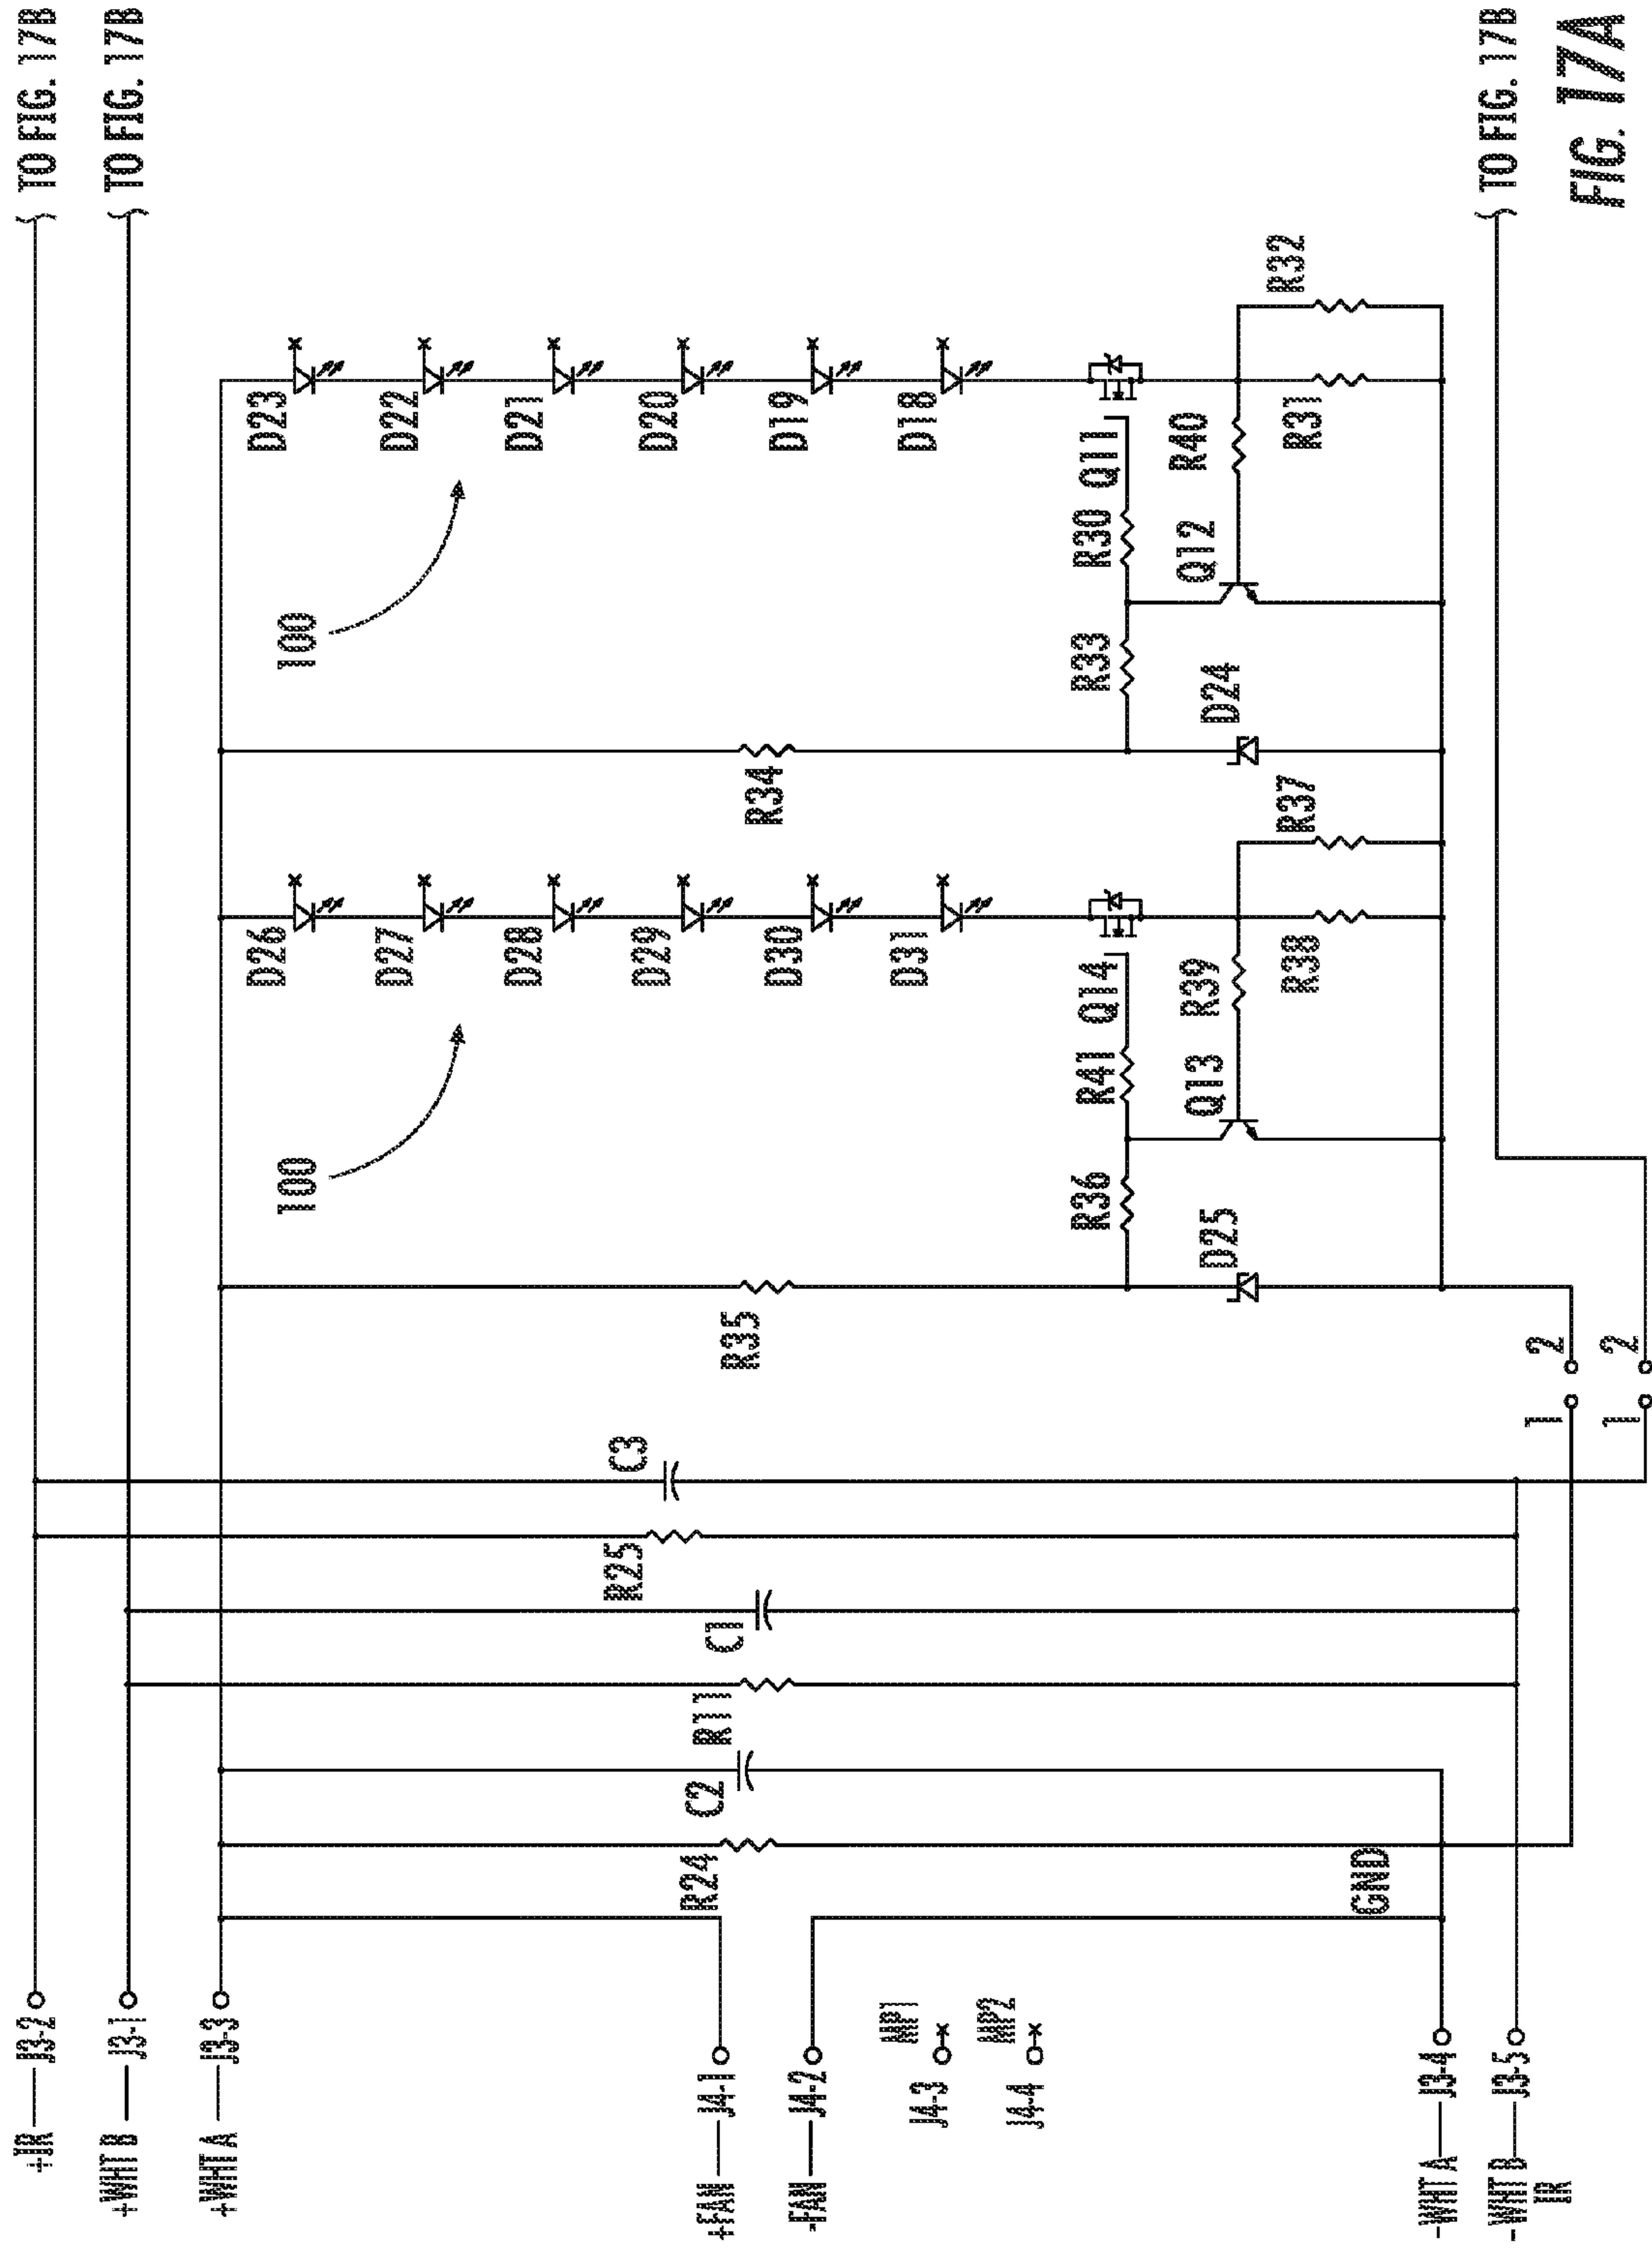 +IR J3-2
+WHT B J3-1
+WHT A J3-3
+FAN J4-1
-FAN J4-2
J4-3 MP1
J4-4 MP2
-WHT A J3-4
-WHT B J3-5
IR
GND
R24
C2
R11
C1
R25
C3
1 2
1 2
R35
D25
R36
R41
Q14
Q13
R39
R38
R37
100
D26
D27
D28
D29
D30
D31
R34
D24
R33
R30
Q11
Q12
R40
R31
R32
100
D23
D22
D21
D20
D19
D18
TO FIG. 17B
TO FIG. 17B
TO FIG. 17B
FIG. 17A